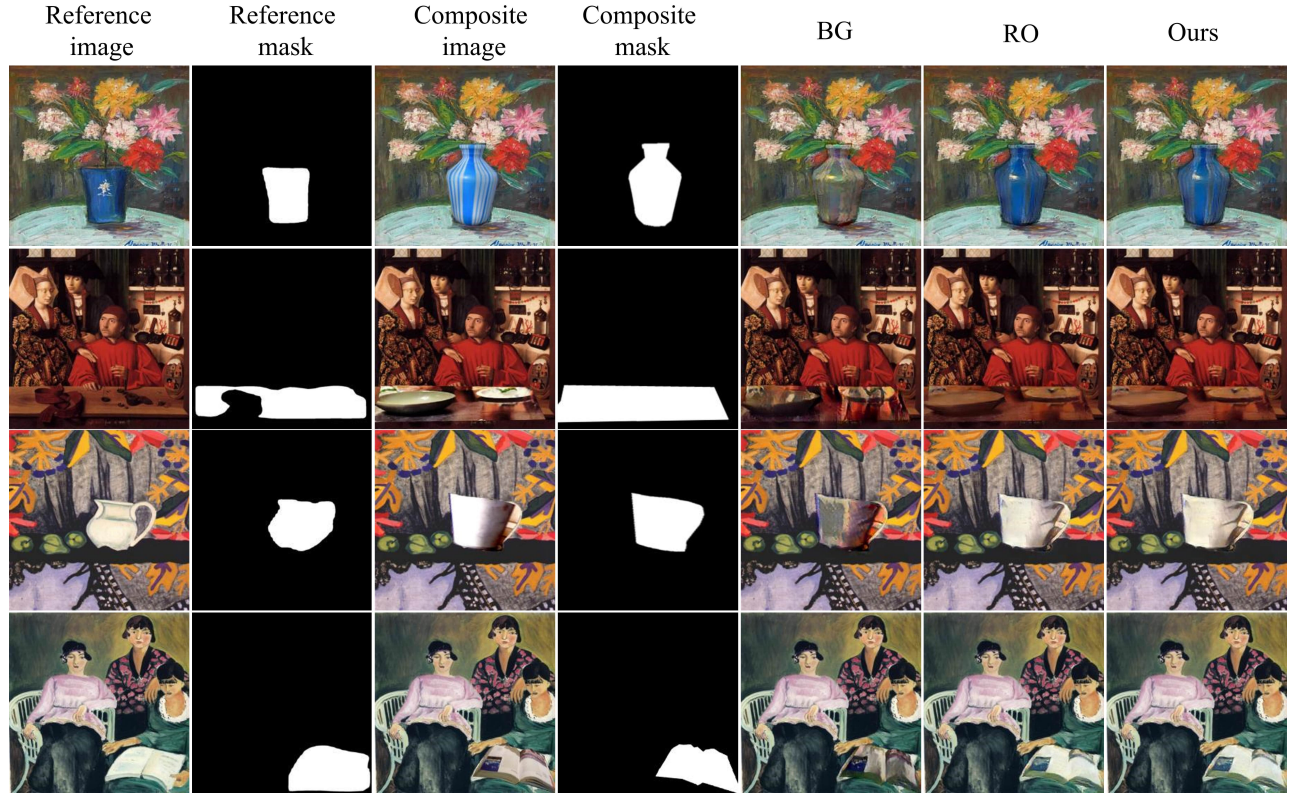 Reference
image
Reference
mask
Composite
image
Composite
mask
BG
RO
Ours